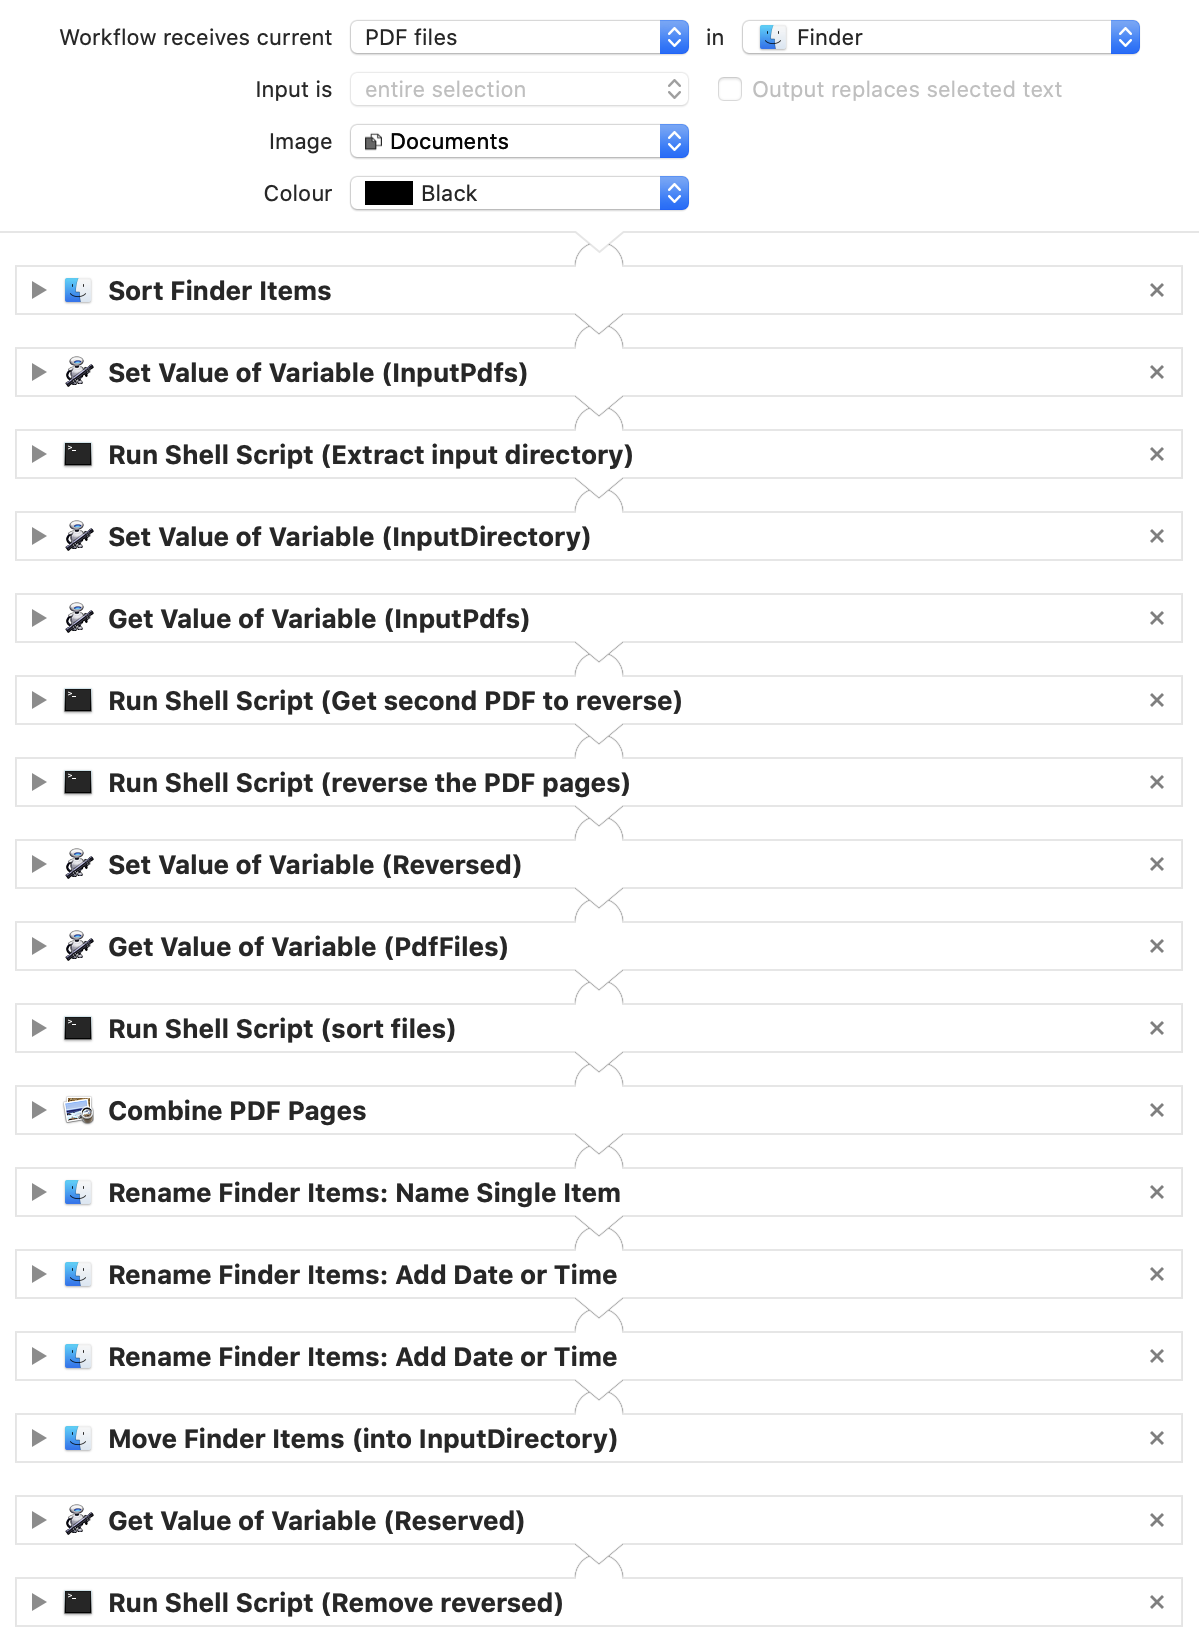 Workflow receives current PDF files in Finder
Input is entire selection Output replaces selected text
Image Documents
Colour Black
Sort Finder Items
Set Value of Variable (InputPdfs)
Run Shell Script (Extract input directory)
Set Value of Variable (InputDirectory)
Get Value of Variable (InputPdfs)
Run Shell Script (Get second PDF to reverse)
Run Shell Script (reverse the PDF pages)
Set Value of Variable (Reversed)
Get Value of Variable (PdfFiles)
Run Shell Script (sort files)
Combine PDF Pages
Rename Finder Items: Name Single Item
Rename Finder Items: Add Date or Time
Rename Finder Items: Add Date or Time
Move Finder Items (into InputDirectory)
Get Value of Variable (Reserved)
Run Shell Script (Remove reversed)